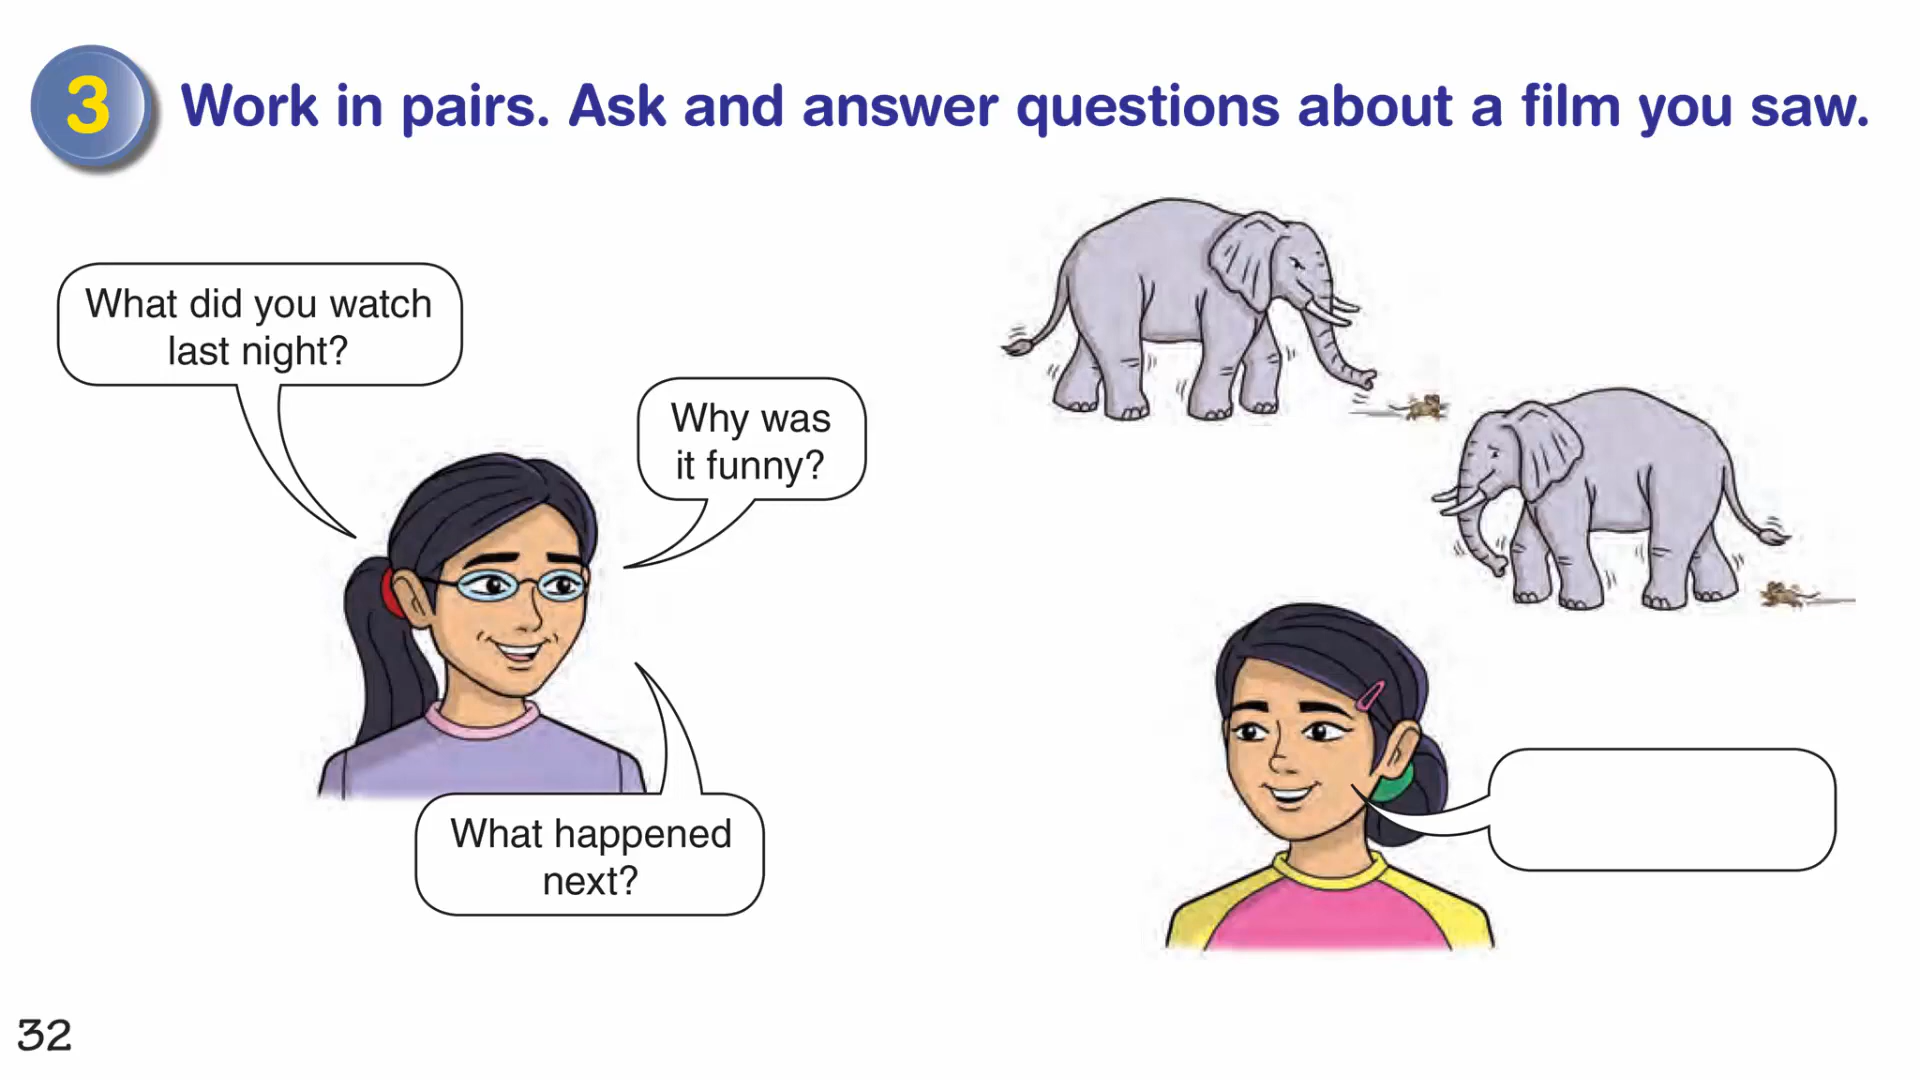 3 Work in pairs. Ask and answer questions about a film you saw.
What did you watch
last night?
Why was
it funny?
What happened
next?
32